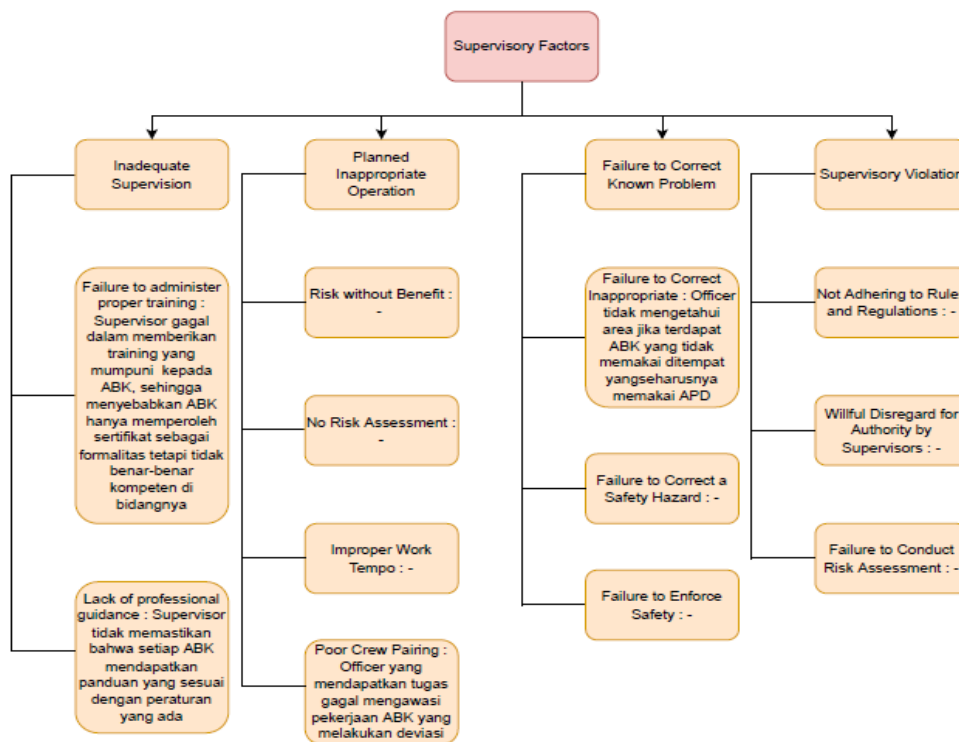 Supervisory Factors
Inadequate
Supervision
Failure to administer
proper training :
Supervisor gagal
dalam memberikan
training yang
mumpuni kepada
ABK, sehingga
menyebabkan ABK
hanya memperoleh
sertifikat sebagai
formalitas tetapi tidak
benar-benar
kompeten di
bidangnya
Lack of professional
guidance : Supervisor
tidak memastikan
bahwa setiap ABK
mendapatkan
panduan yang sesuai
dengan peraturan
yang ada
Planned
Inappropriate
Operation
Risk without Benefit :
-
No Risk Assessment :
-
Improper Work
Tempo : -
Poor Crew Pairing :
Officer yang
mendapatkan tugas
gagal mengawasi
pekerjaan ABK yang
melakukan deviasi
Failure to Correct
Known Problem
Failure to Correct
Inappropriate : Officer
tidak mengetahui
area jika terdapat
ABK yang tidak
memakai ditempat
yangseharusnya
memakai APD
Failure to Correct a
Safety Hazard : -
Failure to Enforce
Safety : -
Supervisory Violation
Not Adhering to Rule
and Regulations : -
Willful Disregard for
Authority by
Supervisors : -
Failure to Conduct
Risk Assessment : -